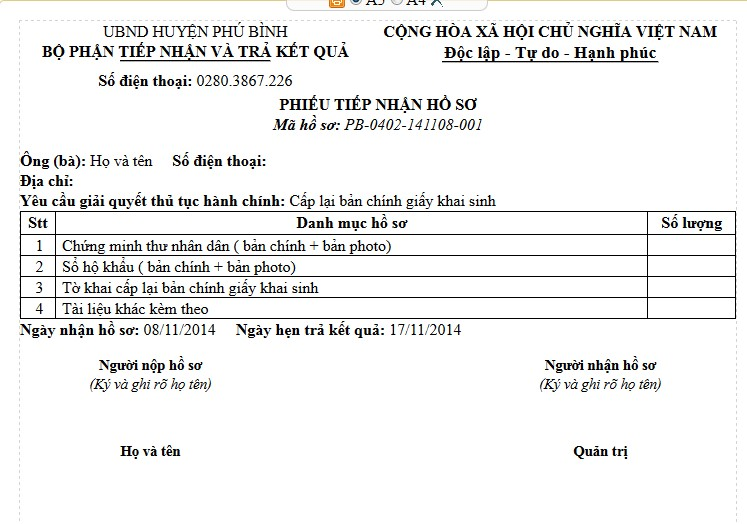 A5 A4
UBND HUYỆN PHÚ BÌNH
BỘ PHẬN TIẾP NHẬN VÀ TRẢ KẾT QUẢ
CỘNG HÒA XÃ HỘI CHỦ NGHĨA VIỆT NAM
Độc lập - Tự do - Hạnh phúc
Số điện thoại: 0280.3867.226
PHIẾU TIẾP NHẬN HỒ SƠ
Mã hồ sơ: PB-0402-141108-001
Ông (bà): Họ và tên Số điện thoại:
Địa chỉ:
Yêu cầu giải quyết thủ tục hành chính: Cấp lại bản chính giấy khai sinh
Stt Danh mục hồ sơ Số lượng
1 Chứng minh thư nhân dân ( bản chính + bản photo)
2 Sổ hộ khẩu ( bản chính + bản photo)
3 Tờ khai cấp lại bản chính giấy khai sinh
4 Tài liệu khác kèm theo
Ngày nhận hồ sơ: 08/11/2014 Ngày hẹn trả kết quả: 17/11/2014
Người nộp hồ sơ
(Ký và ghi rõ họ tên)
Họ và tên
Người nhận hồ sơ
(Ký và ghi rõ họ tên)
Quản trị